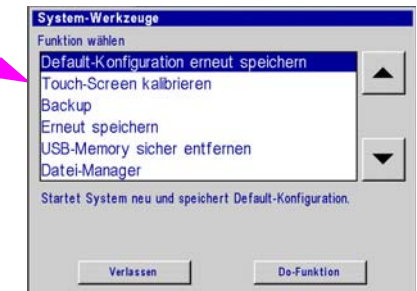 System-Werkzeuge
Funktion wählen
Default-Konfiguration erneut speichern
Touch-Screen kalibrieren
Backup
Erneut speichern
USB-Memory sicher entfernen
Datei-Manager
Startet System neu und speichert Default-Konfiguration.
Verlassen Do-Funktion